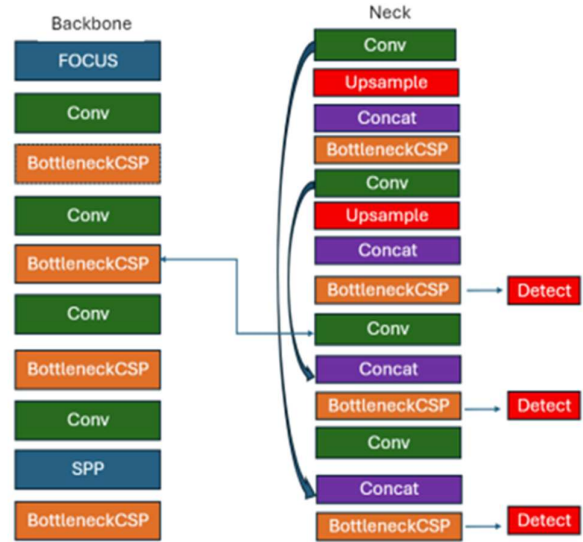 Backbone
FOCUS
Conv
BottleneckCSP
Conv
BottleneckCSP
Conv
BottleneckCSP
Conv
SPP
BottleneckCSP
Neck
Conv
Upsample
Concat
BottleneckCSP
Conv
Upsample
Concat
BottleneckCSP
Detect
Conv
Concat
BottleneckCSP
Detect
Conv
Concat
BottleneckCSP
Detect